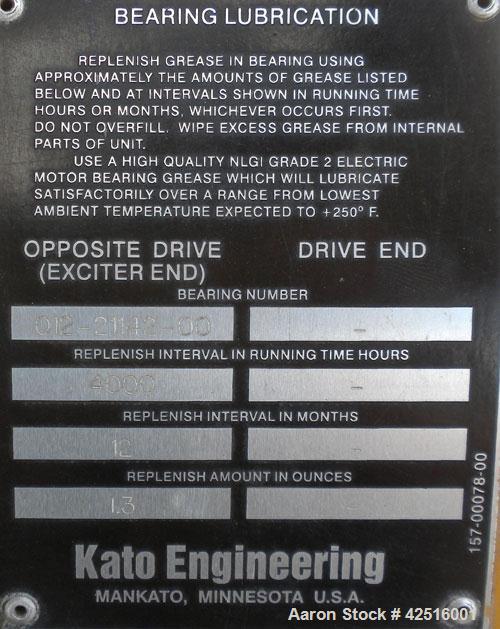 BEARING LUBRICATION
REPLENISH GREASE IN BEARING USING
APPROXIMATELY THE AMOUNTS OF GREASE LISTED
BELOW AND AT INTERVALS SHOWN IN RUNNING TIME
HOURS OR MONTHS, WHICHEVER OCCURS FIRST.
DO NOT OVERFILL. WIPE EXCESS GREASE FROM INTERNAL
PARTS OF UNIT.
USE A HIGH QUALITY NLGI GRADE 2 ELECTRIC
MOTOR BEARING GREASE WHICH WILL LUBRICATE
SATISFACTORILY OVER A RANGE FROM LOWEST
AMBIENT TEMPERATURE EXPECTED TO +250° F.
OPPOSITE DRIVE DRIVE END
(EXCITER END)
BEARING NUMBER
012-21142-00 -
REPLENISH INTERVAL IN RUNNING TIME HOURS
4000 -
REPLENISH INTERVAL IN MONTHS
12 -
REPLENISH AMOUNT IN OUNCES
1.3 -
157-00078-00
Kato Engineering
MANKATO, MINNESOTA U.S.A.
Aaron Stock # 42516001